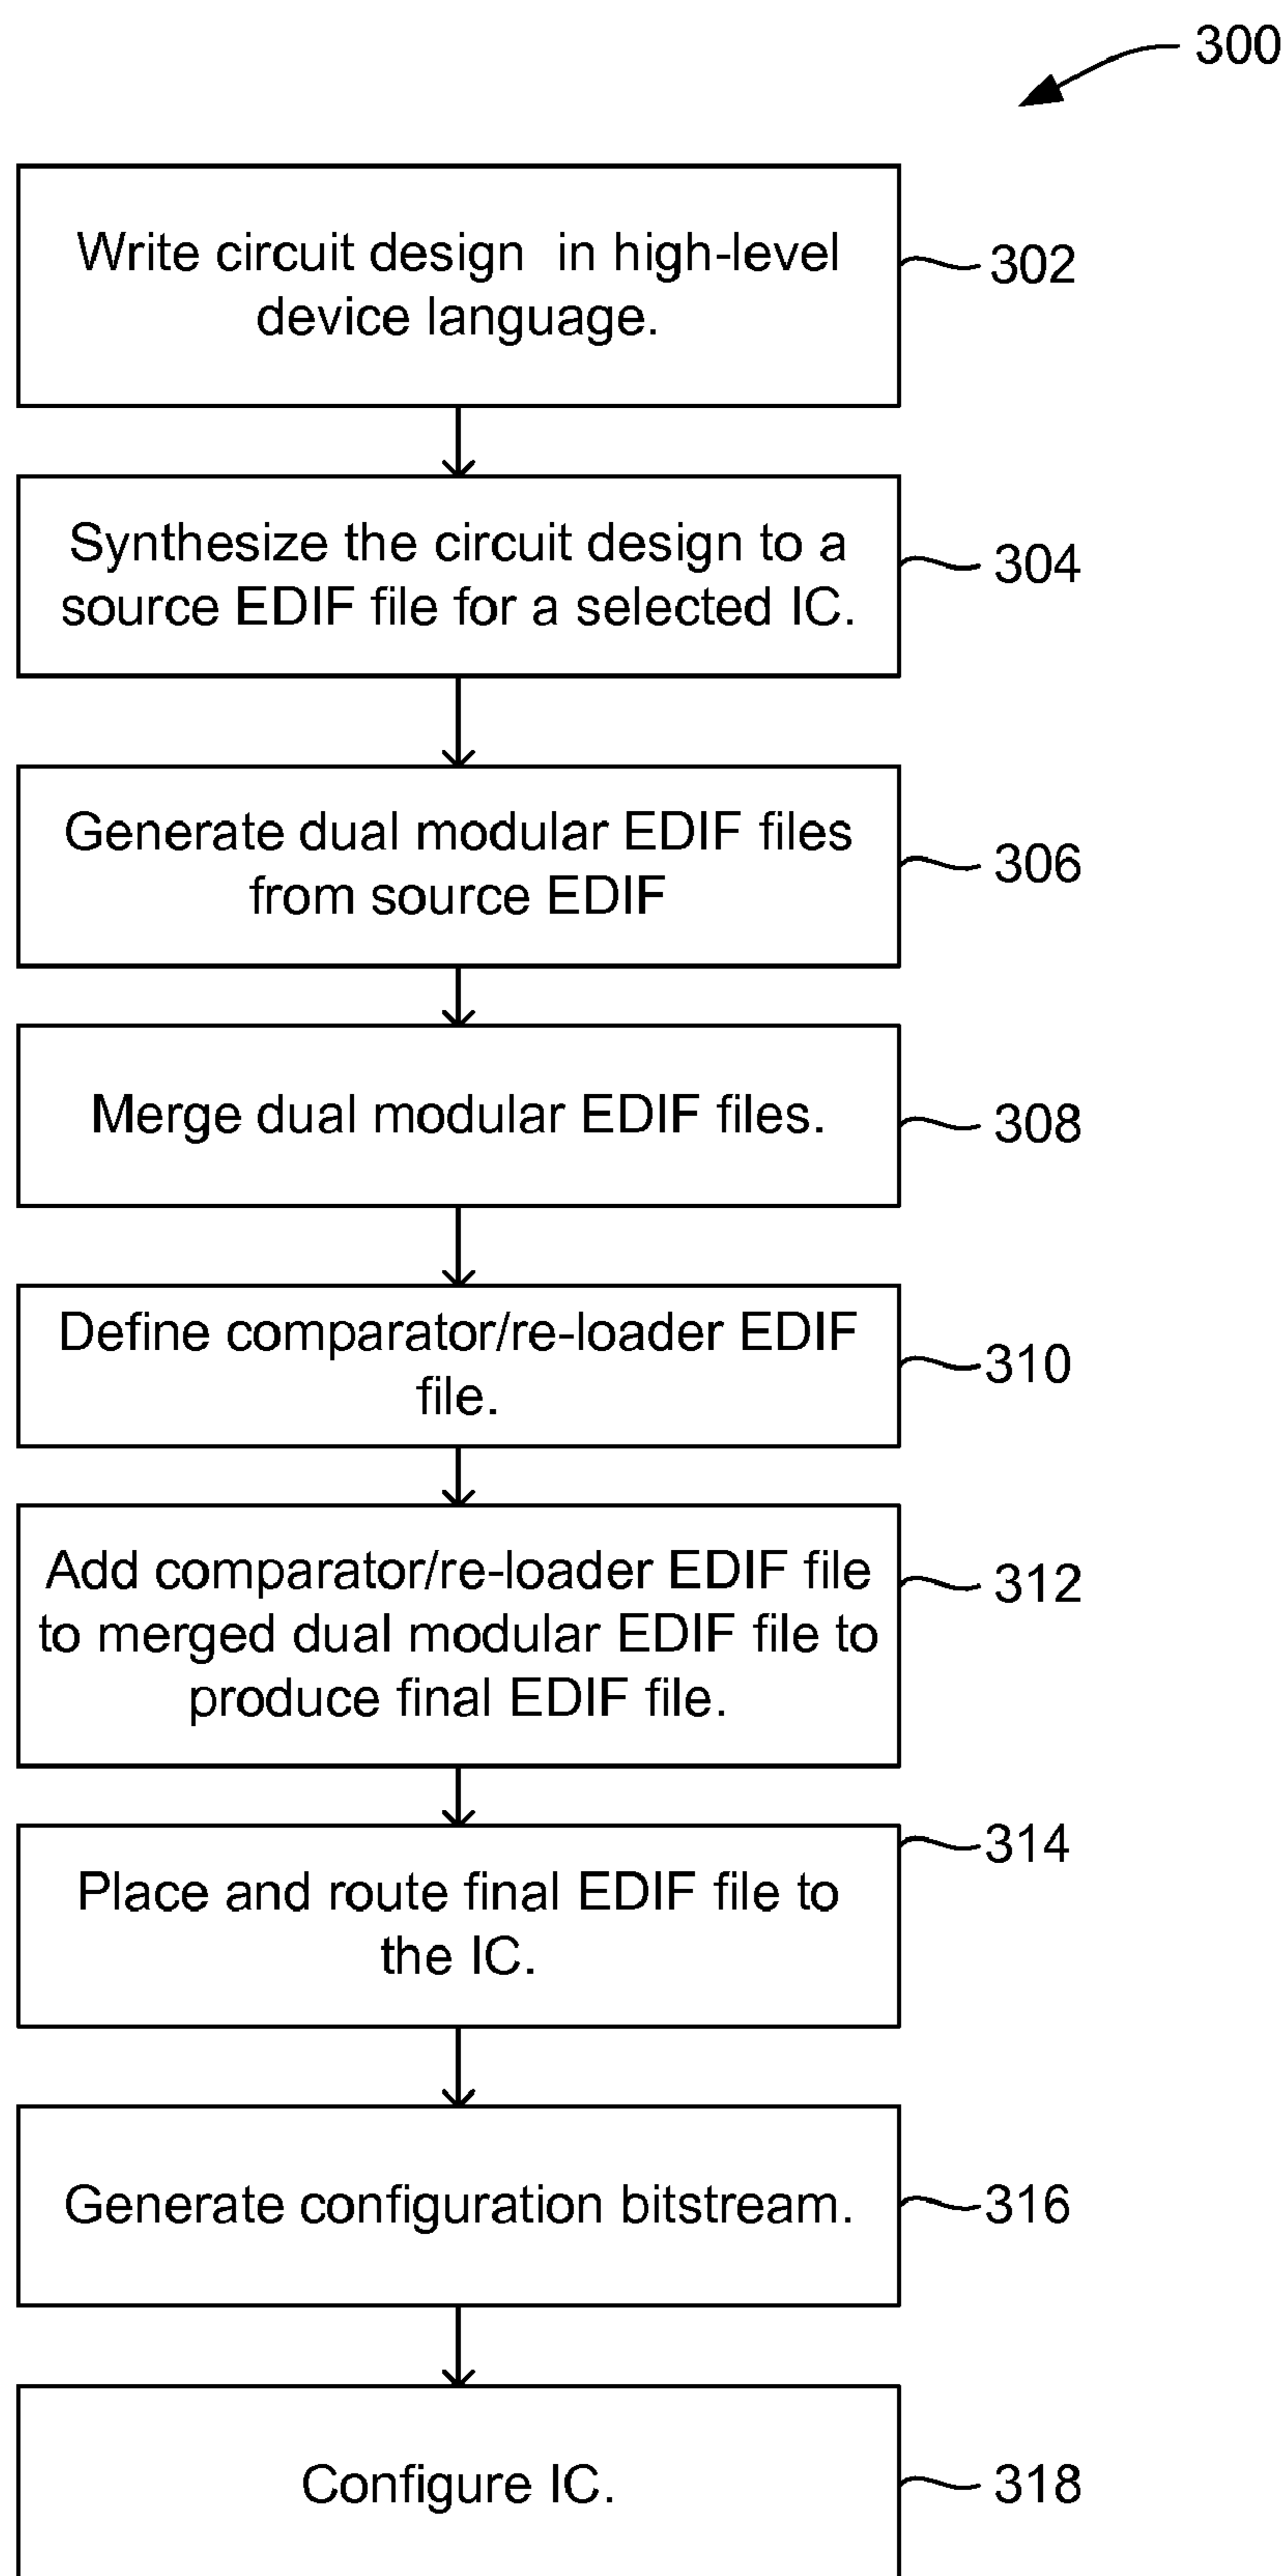 300
Write circuit design  in high-level
device language.
302
Synthesize the circuit design to a
source EDIF file for a selected IC.
304
Generate dual modular EDIF files
from source EDIF
306
Merge dual modular EDIF files.
308
Define comparator/re-loader EDIF
file.
310
Add comparator/re-loader EDIF file
to merged dual modular EDIF file to
produce final EDIF file.
312
Place and route final EDIF file to
the IC.
314
Generate configuration bitstream.
316
Configure IC.
318